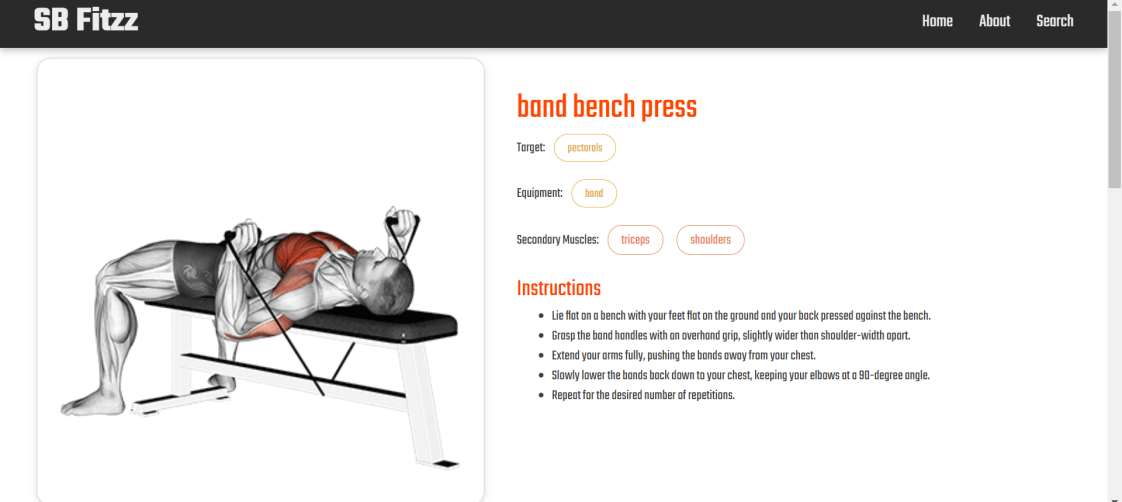 SB Fitzz
Home About Search
band bench press
Target: pectorals
Equipment: band
Secondary Muscles: triceps shoulders
Instructions
Lie flat on a bench with your feet flat on the ground and your back pressed against the bench.
Grasp the band handles with an overhand grip, slightly wider than shoulder-width apart.
Extend your arms fully, pushing the bands away from your chest.
Slowly lower the bands back down to your chest, keeping your elbows at a 90-degree angle.
Repeat for the desired number of repetitions.